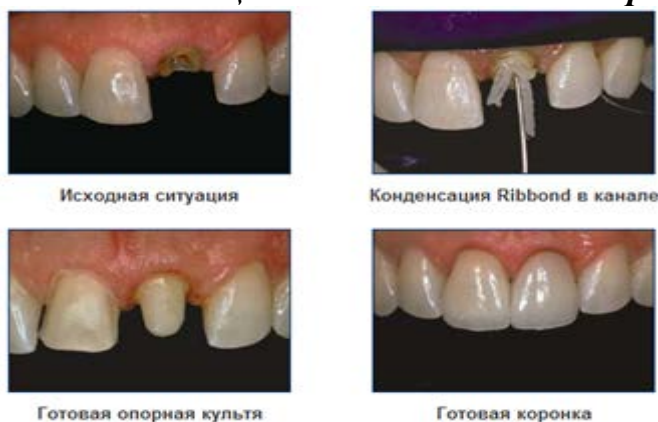 Исходная ситуация
Конденсация Ribbond в канале
Готовая опорная культя
Готовая коронка